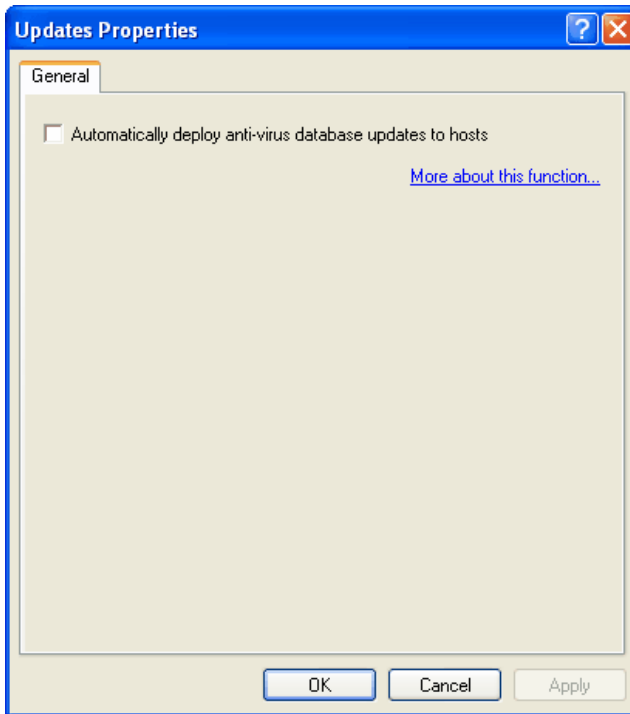 Updates Properties
General
Automatically deploy anti-virus database updates to hosts
More about this function...
OK Cancel Apply